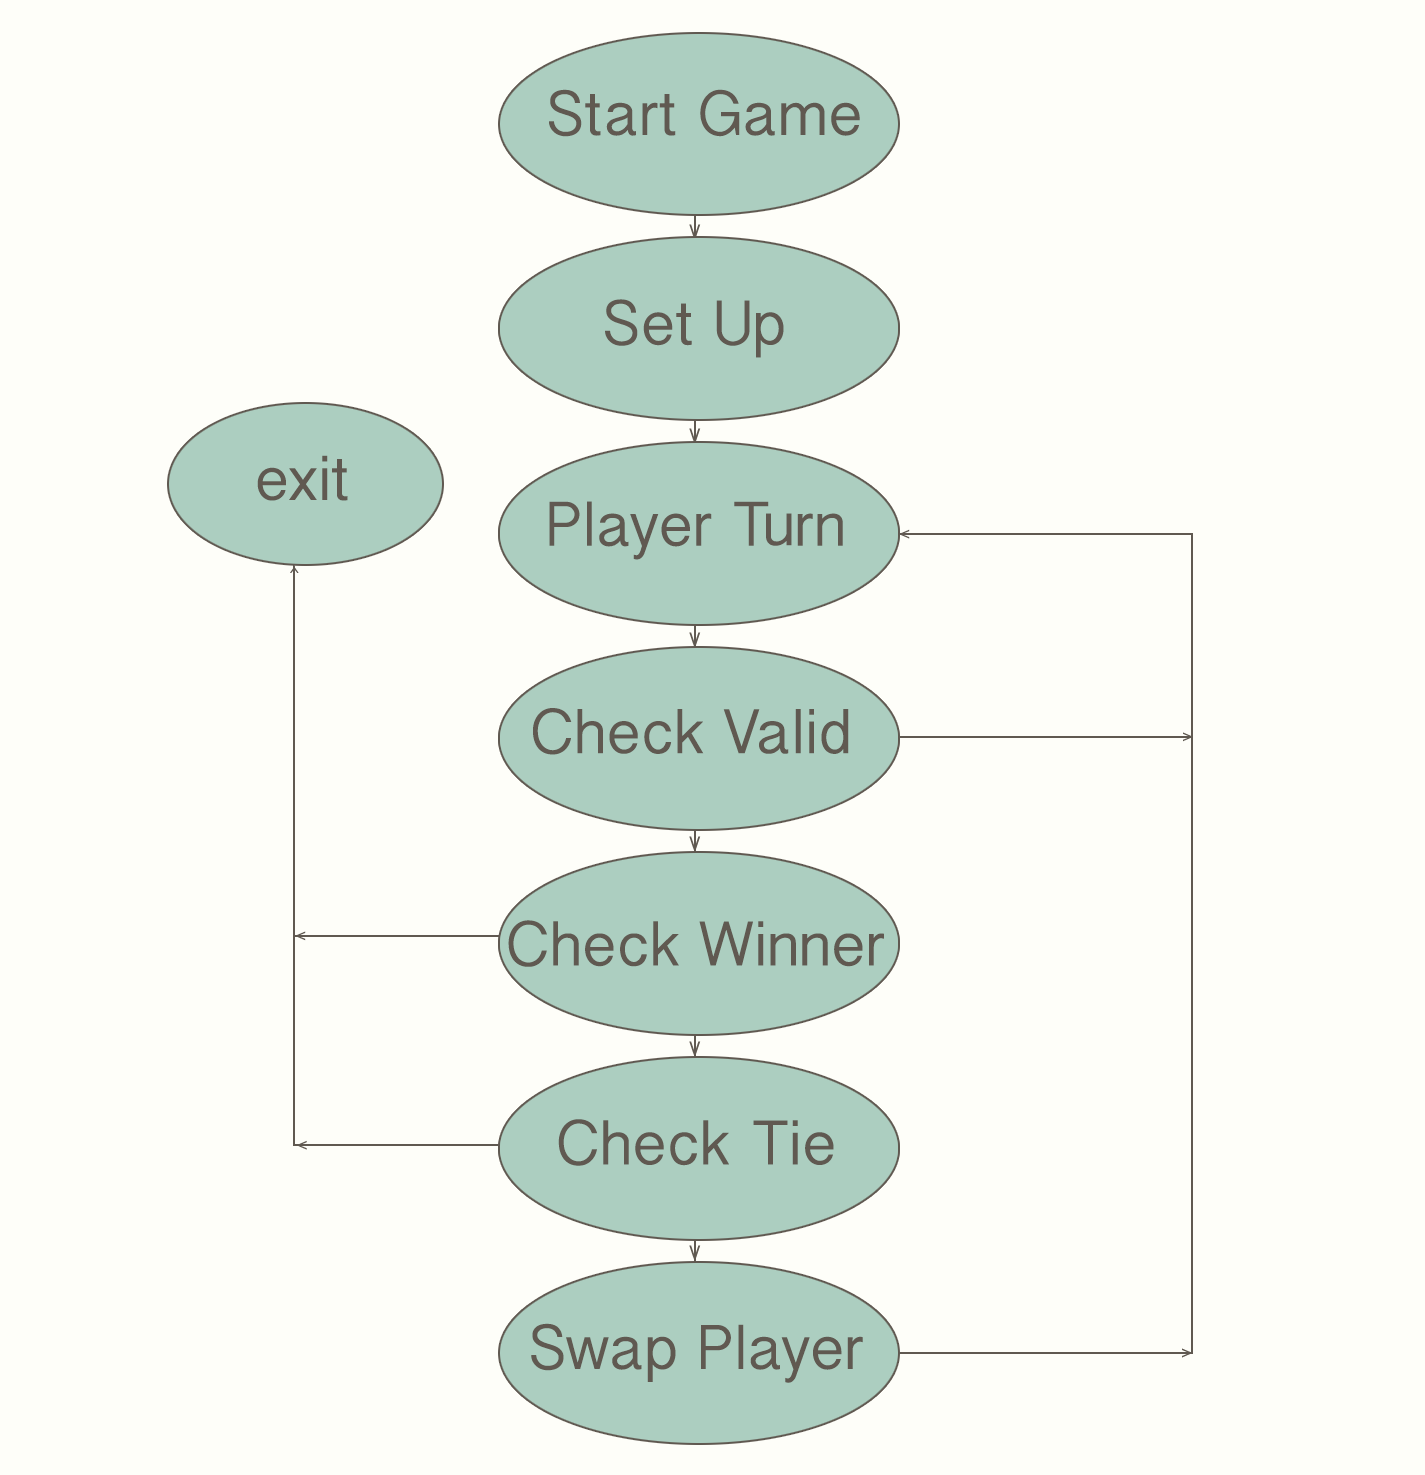 Start Game
Set Up
exit
Player Turn
Check Valid
Check Winner
Check Tie
Swap Player